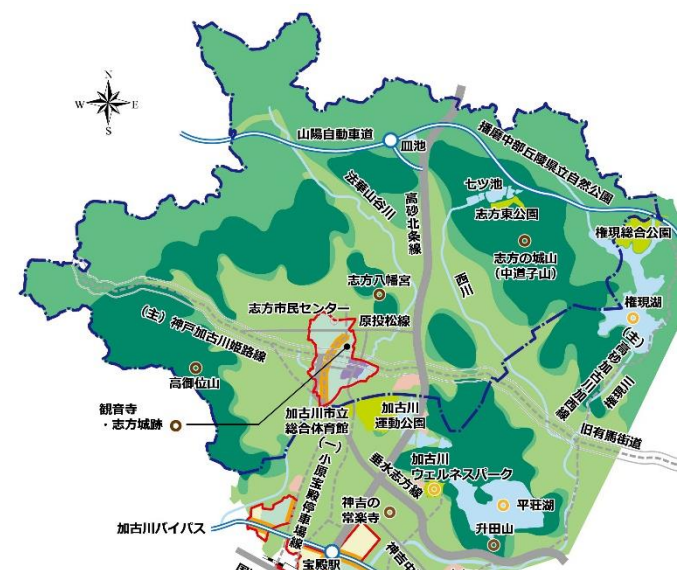 N
W
E
S
山陽自動車道
皿池
播磨中部丘陵県立自然公園
法華山谷川
高砂北条線
七ツ池
志方東公園
権現総合公園
志方の城山
(中道子山)
西川
志方八幡宮
志方市民センター
原投松線
権現湖
(主)神戸加古川姫路線
(主)高砂加古川加西線
高御位山
観音寺
・志方城跡
加古川市立
総合体育館
加古川
運動公園
旧有馬街道
(一)小原宝殿停車場線
垂水志方線
加古川
ウェルネスパーク
神吉の
常楽寺
平荘湖
加古川バイパス
升田山
宝殿駅
神吉中